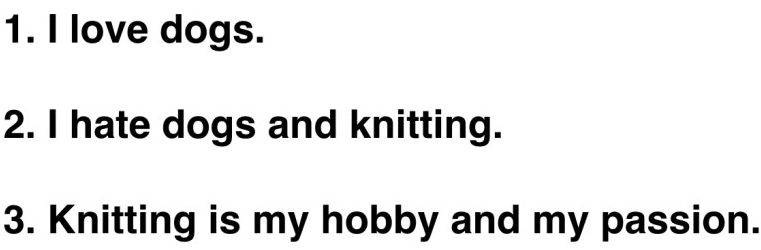 1. I love dogs.
2. I hate dogs and knitting.
3. Knitting is my hobby and my passion.